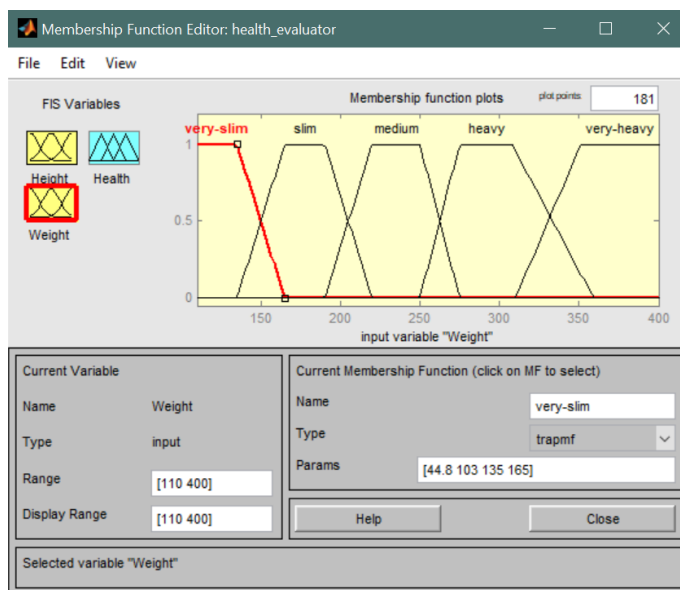 Membership Function Editor: health_evaluator
File Edit View
FIS Variables
Height Health
Weight
Membership function plots plot points: 181
very-slim slim medium heavy very-heavy
1
0.5
0
150 200 250 300 350 400
input variable "Weight"
Current Variable
Name Weight
Type input
Range [110 400]
Display Range [110 400]
Current Membership Function (click on MF to select)
Name very-slim
Type trapmf
Params [44.8 103 135 165]
Help Close
Selected variable "Weight"